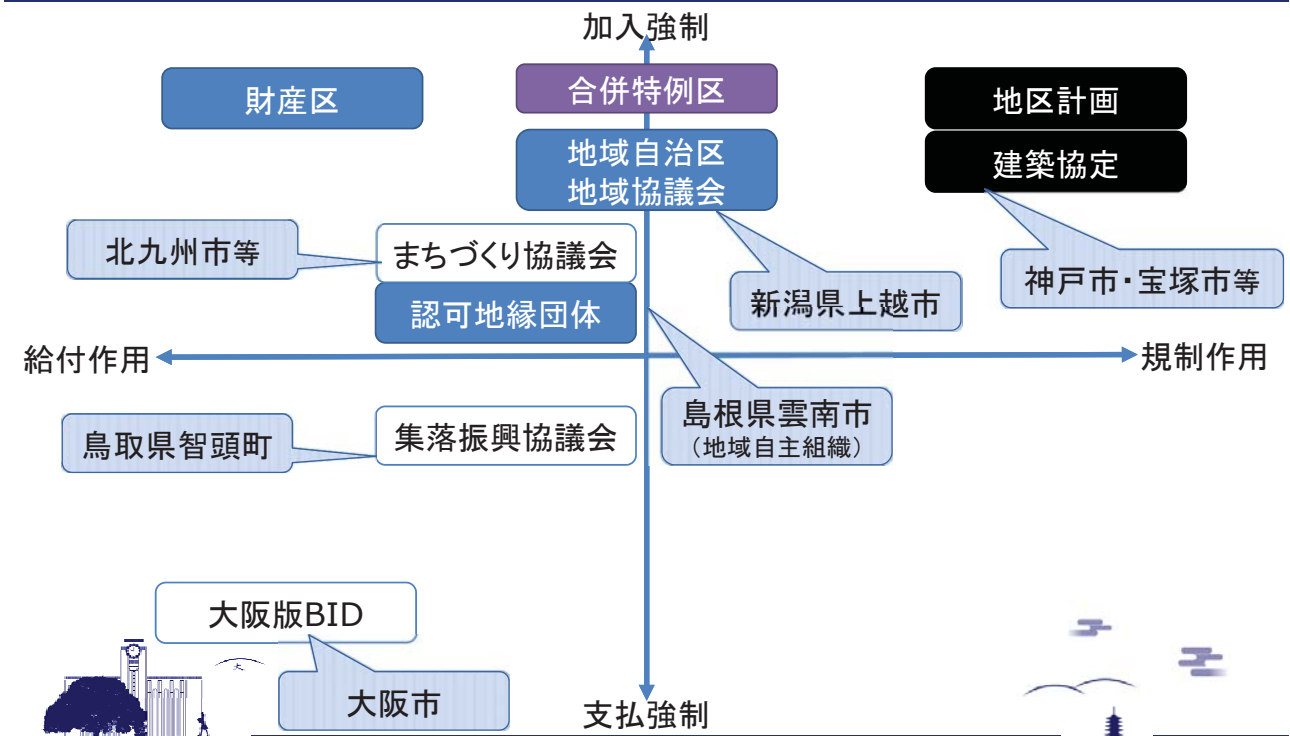 加入強制
財産区
合併特例区
地区計画
地域自治区
地域協議会
建築協定
北九州市等
まちづくり協議会
認可地縁団体
新潟県上越市
神戸市・宝塚市等
給付作用
規制作用
鳥取県智頭町
集落振興協議会
島根県雲南市
（地域自主組織）
大阪版BID
大阪市
支払強制